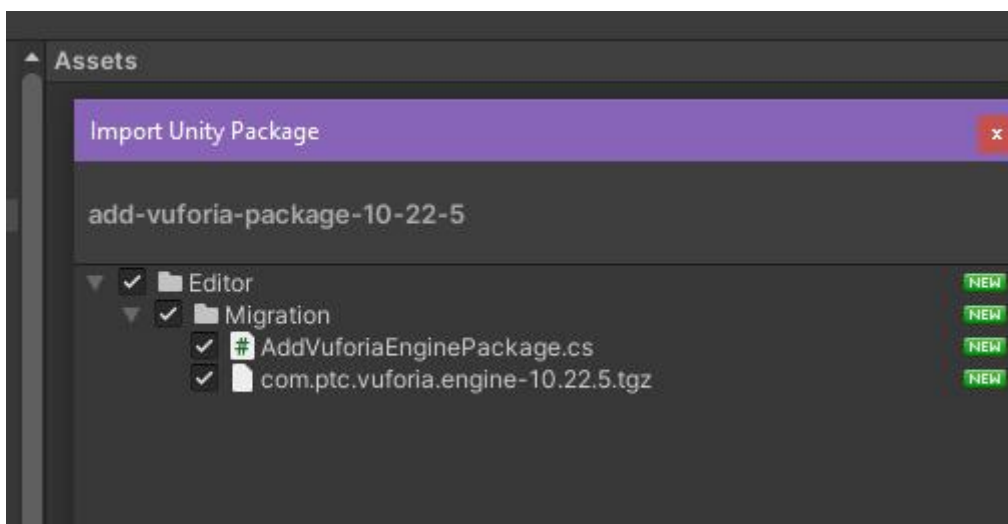 Assets
Import Unity Package
x
add-vuforia-package-10-22-5
Editor NEW
Migration NEW
# AddVuforiaEnginePackage.cs NEW
com.ptc.vuforia.engine-10.22.5.tgz NEW